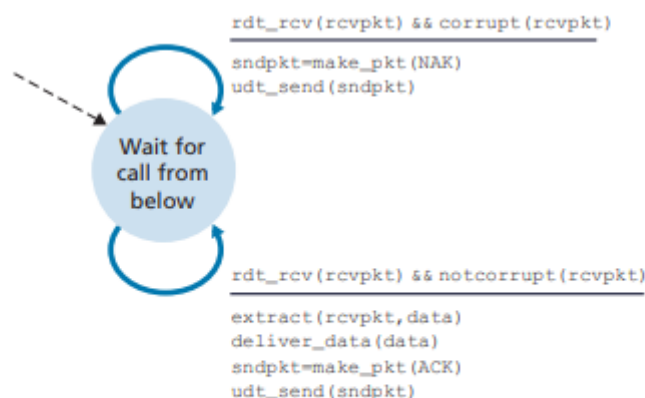 rdt_rcv(rcvpkt) && corrupt(rcvpkt)
sndpkt=make_pkt(NAK)
udt_send(sndpkt)
Wait for
call from
below
rdt_rcv(rcvpkt) && notcorrupt(rcvpkt)
extract(rcvpkt,data)
deliver_data(data)
sndpkt=make_pkt(ACK)
udt_send(sndpkt)